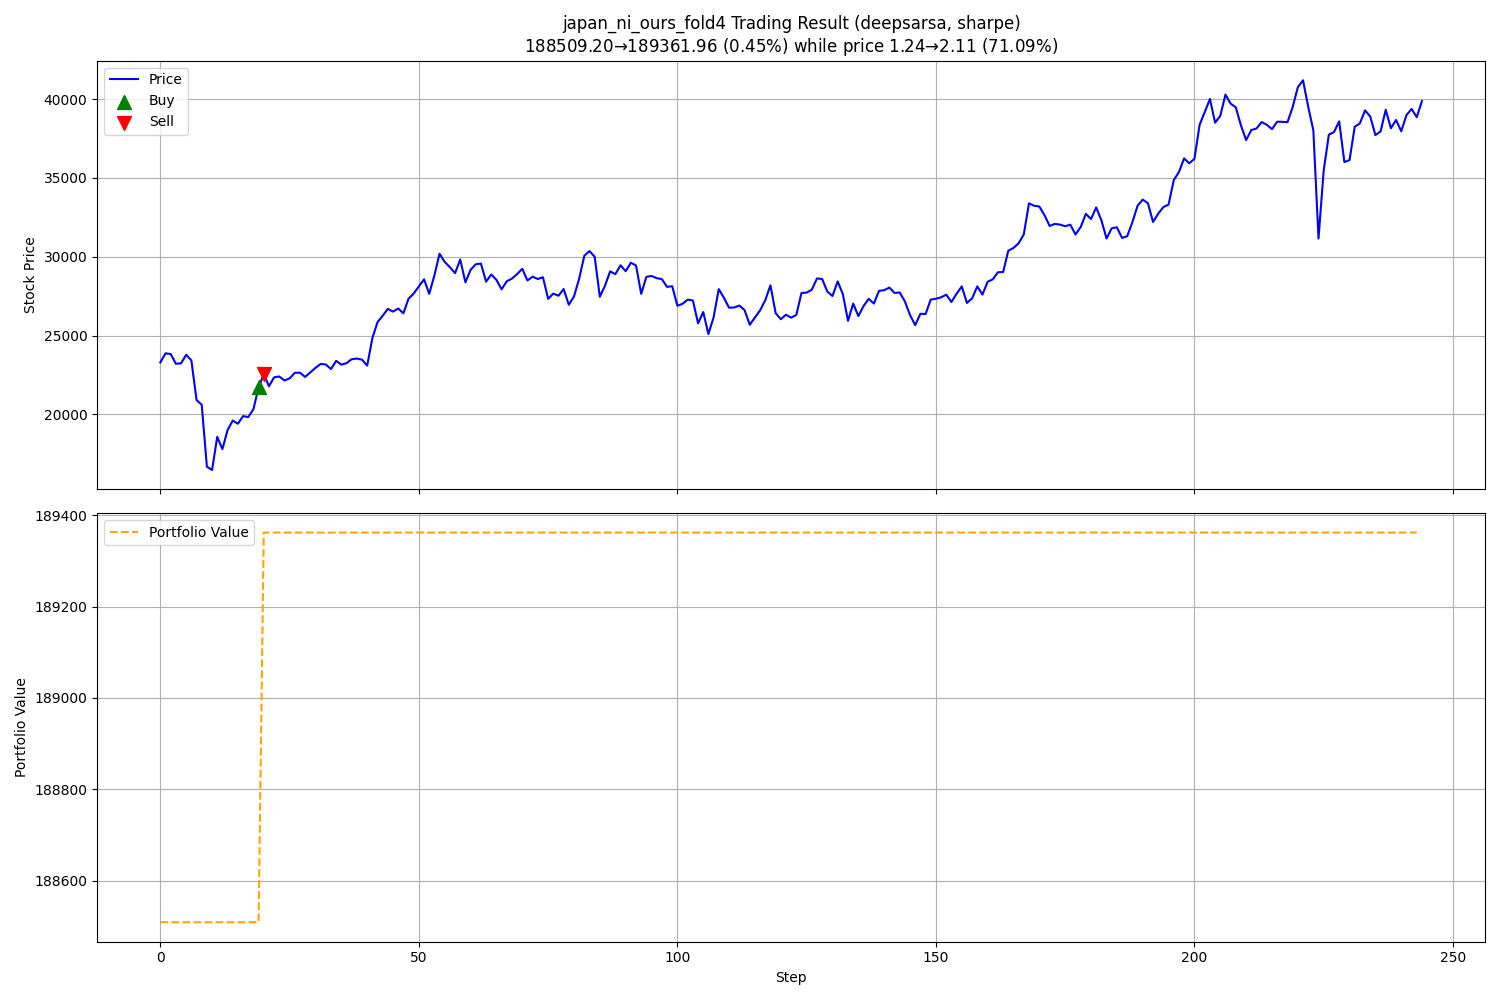 japan_ni_ours_fold4 Trading Result (deepsarsa, sharpe)
188509.20→189361.96 (0.45%) while price 1.24→2.11 (71.09%)
Price
Buy
Sell
40000
35000
30000
25000
20000
Stock Price
Portfolio Value
189400
189200
189000
188800
188600
Portfolio Value
0
50
100
150
200
250
Step